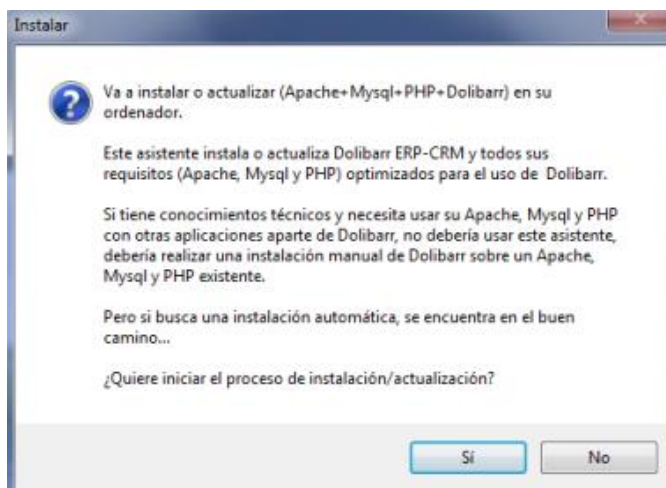 Instalar
Va a instalar o actualizar (Apache+Mysql+PHP+Dolibarr) en su
ordenador.
Este asistente instala o actualiza Dolibarr ERP-CRM y todos sus
requisitos (Apache, Mysql y PHP) optimizados para el uso de Dolibarr.
Si tiene conocimientos técnicos y necesita usar su Apache, Mysql y PHP
con otras aplicaciones aparte de Dolibarr, no debería usar este asistente,
debería realizar una instalación manual de Dolibarr sobre un Apache,
Mysql y PHP existente.
Pero si busca una instalación automática, se encuentra en el buen
camino...
¿Quiere iniciar el proceso de instalación/actualización?
Sí
No